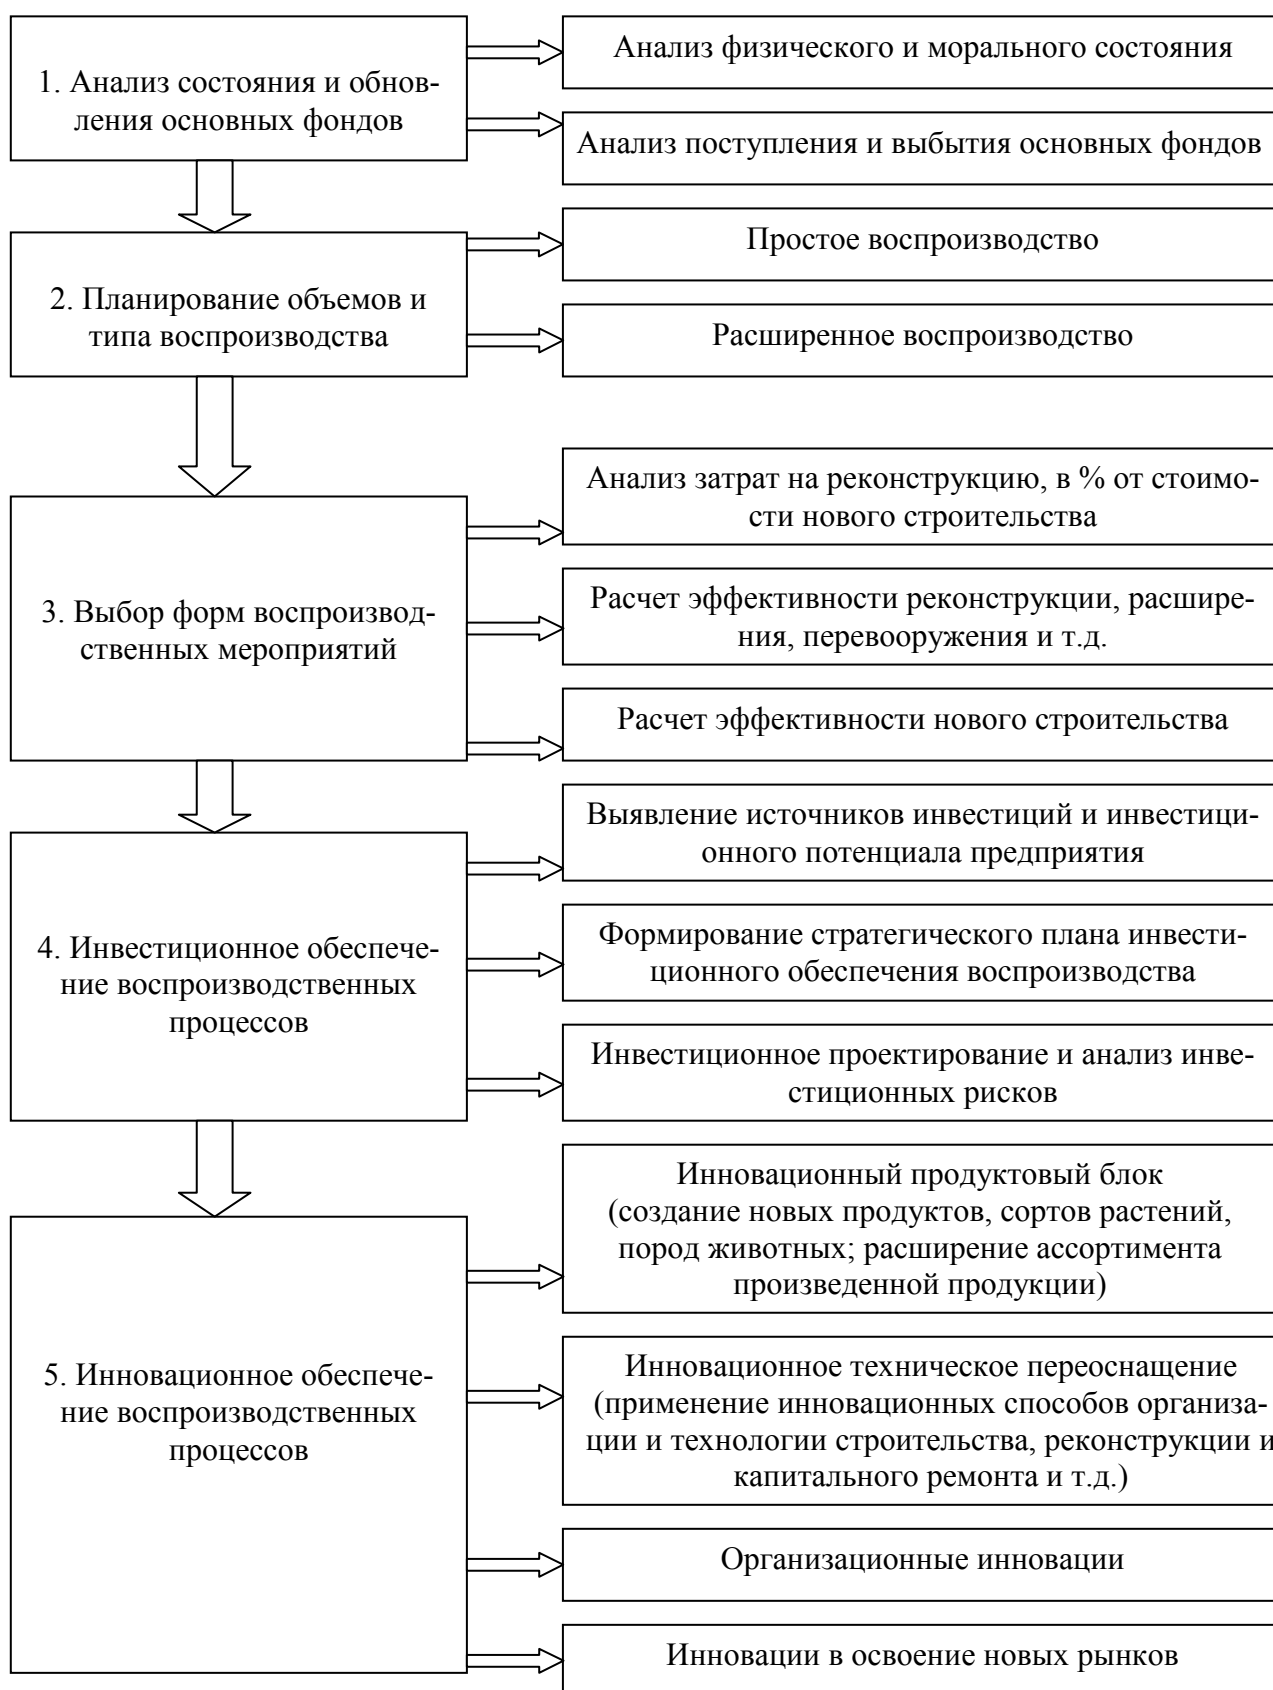 1. Анализ состояния и обнов-
ления основных фондов
Анализ физического и морального состояния
Анализ поступления и выбытия основных фондов
2. Планирование объемов и
типа воспроизводства
Простое воспроизводство
Расширенное воспроизводство
3. Выбор форм воспроизвод-
ственных мероприятий
Анализ затрат на реконструкцию, в % от стоимо-
сти нового строительства
Расчет эффективности реконструкции, расшире-
ния, перевооружения и т.д.
Расчет эффективности нового строительства
4. Инвестиционное обеспече-
ние воспроизводственных
процессов
Выявление источников инвестиций и инвестици-
онного потенциала предприятия
Формирование стратегического плана инвести-
ционного обеспечения воспроизводства
Инвестиционное проектирование и анализ инве-
стиционных рисков
5. Инновационное обеспече-
ние воспроизводственных
процессов
Инновационный продуктовый блок
(создание новых продуктов, сортов растений,
пород животных; расширение ассортимента
произведенной продукции)
Инновационное техническое переоснащение
(применение инновационных способов организа-
ции и технологии строительства, реконструкции и
капитального ремонта и т.д.)
Организационные инновации
Инновации в освоение новых рынков